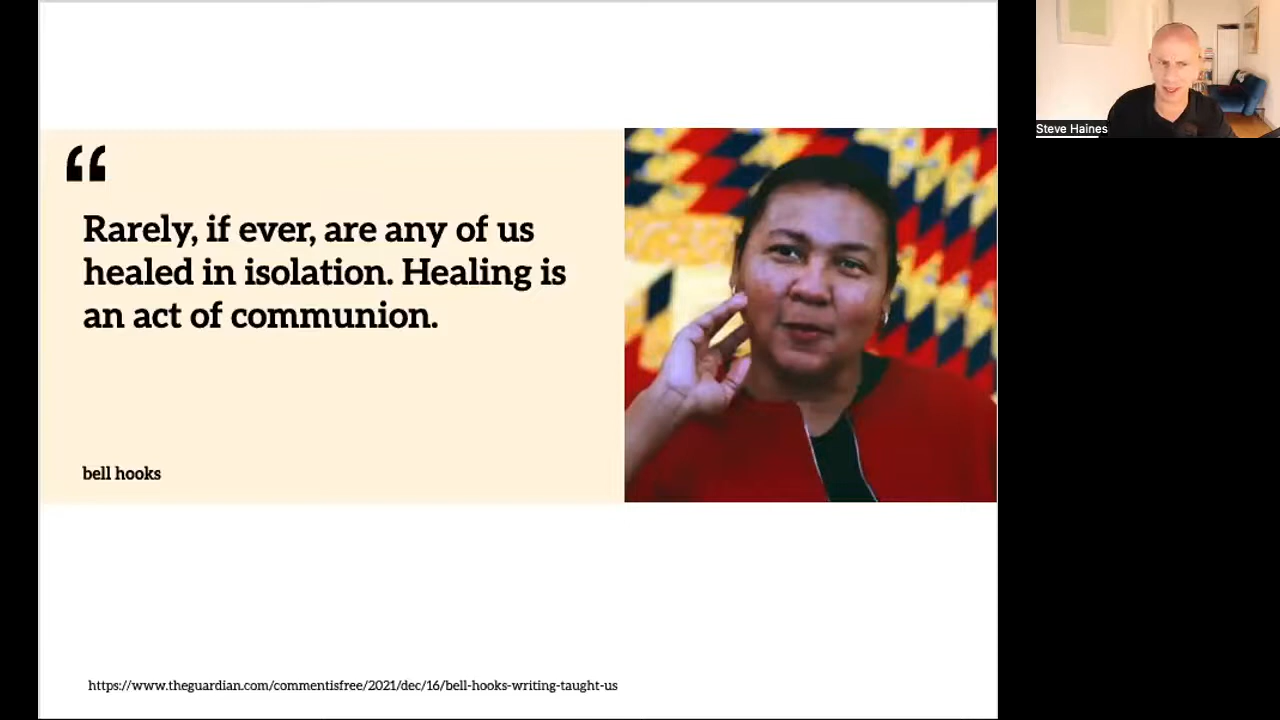 “
Rarely, if ever, are any of us
healed in isolation. Healing is
an act of communion.
bell hooks
https://www.theguardian.com/commentisfree/2021/dec/16/bell-hooks-writing-taught-us
Steve Haines